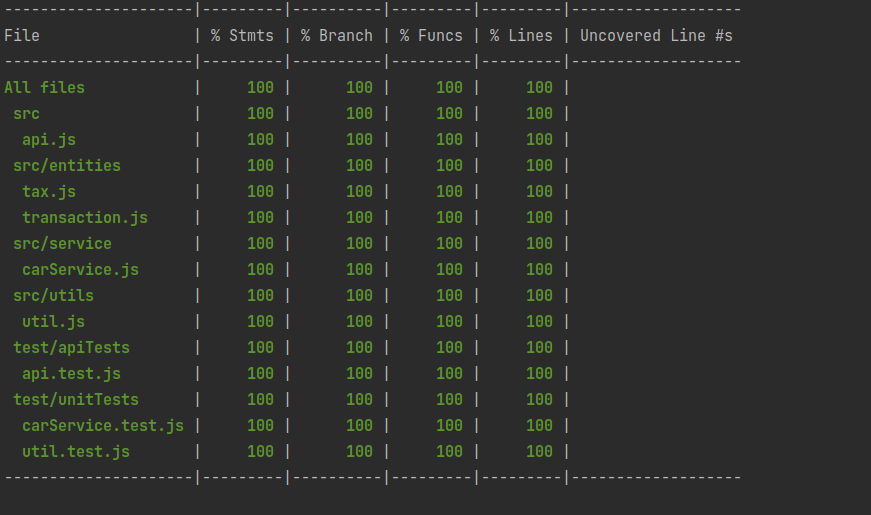 ---------------------|---------|----------|---------|---------|-------------------
File                 | % Stmts | % Branch | % Funcs | % Lines | Uncovered Line #s
---------------------|---------|----------|---------|---------|-------------------
All files            |     100 |      100 |     100 |     100 |
 src                 |     100 |      100 |     100 |     100 |
  api.js             |     100 |      100 |     100 |     100 |
 src/entities        |     100 |      100 |     100 |     100 |
  tax.js             |     100 |      100 |     100 |     100 |
  transaction.js     |     100 |      100 |     100 |     100 |
 src/service         |     100 |      100 |     100 |     100 |
  carService.js      |     100 |      100 |     100 |     100 |
 src/utils           |     100 |      100 |     100 |     100 |
  util.js            |     100 |      100 |     100 |     100 |
 test/apiTests       |     100 |      100 |     100 |     100 |
  api.test.js        |     100 |      100 |     100 |     100 |
 test/unitTests      |     100 |      100 |     100 |     100 |
  carService.test.js |     100 |      100 |     100 |     100 |
  util.test.js       |     100 |      100 |     100 |     100 |
---------------------|---------|----------|---------|---------|-------------------